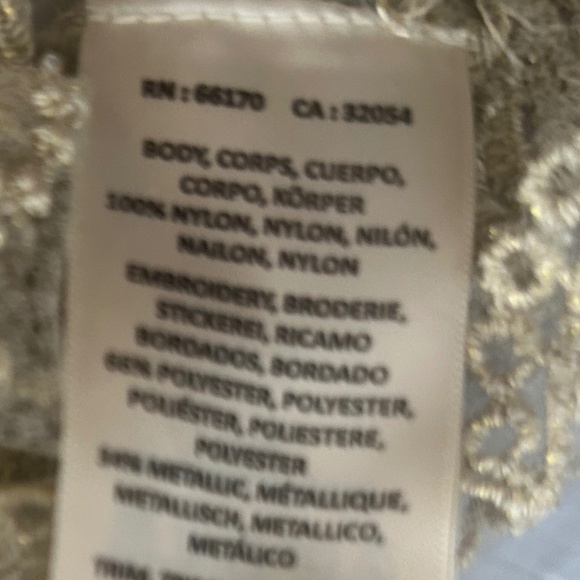 RN : 66170 CA : 32054
BODY, CORPS, CUERPO,
CORPO, KÖRPER
100% NYLON, NYLON, NILÓN,
NAILON, NYLON
EMBROIDERY, BRODERIE,
STICKEREI, RICAMO
BORDADOS, BORDADO
66% POLYESTER, POLYESTER,
POLIÉSTER, POLIESTERE,
POLYESTER
34% METALLIC, MÉTALLIQUE,
METALLISCH, METALLICO,
METÁLICO
TRIM,